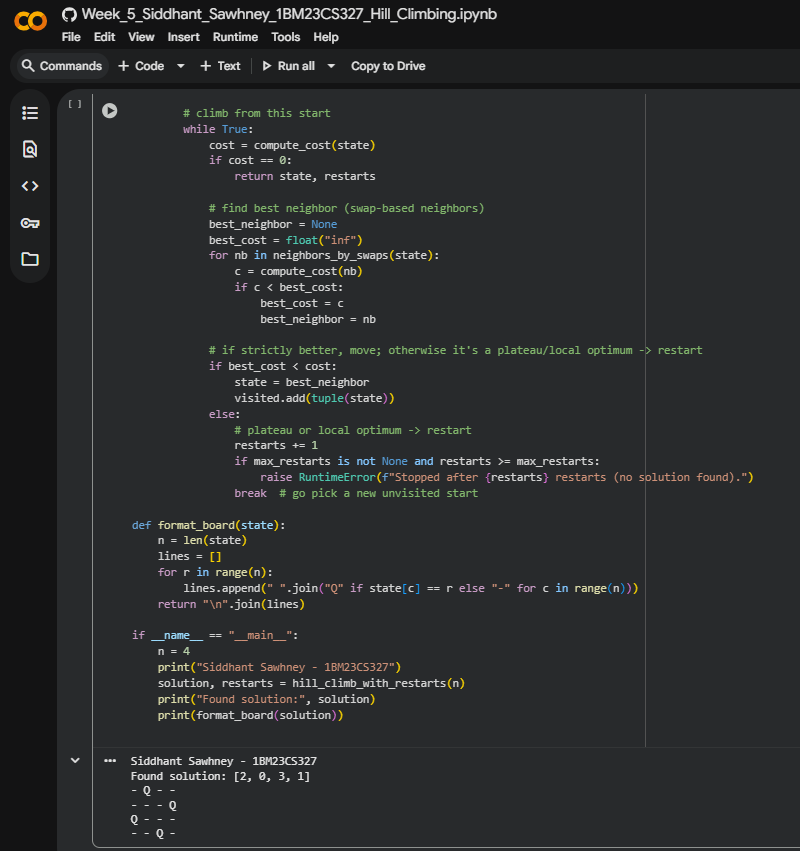 Week_5_Siddhant_Sawhney_1BM23CS327_Hill_Climbing.ipynb
File Edit View Insert Runtime Tools Help
Commands + Code + Text Run all Copy to Drive
[ ]
# climb from this start
while True:
    cost = compute_cost(state)
    if cost == 0:
        return state, restarts
    # find best neighbor (swap-based neighbors)
    best_neighbor = None
    best_cost = float("inf")
    for nb in neighbors_by_swaps(state):
        c = compute_cost(nb)
        if c < best_cost:
            best_cost = c
            best_neighbor = nb
    # if strictly better, move; otherwise it's a plateau/local optimum -> restart
    if best_cost < cost:
        state = best_neighbor
        visited.add(tuple(state))
    else:
        # plateau or local optimum -> restart
        restarts += 1
        if max_restarts is not None and restarts >= max_restarts:
            raise RuntimeError(f"Stopped after {restarts} restarts (no solution found).")
        break  # go pick a new unvisited start
def format_board(state):
    n = len(state)
    lines = []
    for r in range(n):
        lines.append(" ".join("Q" if state[c] == r else "-" for c in range(n)))
    return "\n".join(lines)
if __name__ == "__main__":
    n = 4
    print("Siddhant Sawhney - 1BM23CS327")
    solution, restarts = hill_climb_with_restarts(n)
    print("Found solution:", solution)
    print(format_board(solution))
Siddhant Sawhney - 1BM23CS327
Found solution: [2, 0, 3, 1]
- Q - -
- - - Q
Q - - -
- - Q -